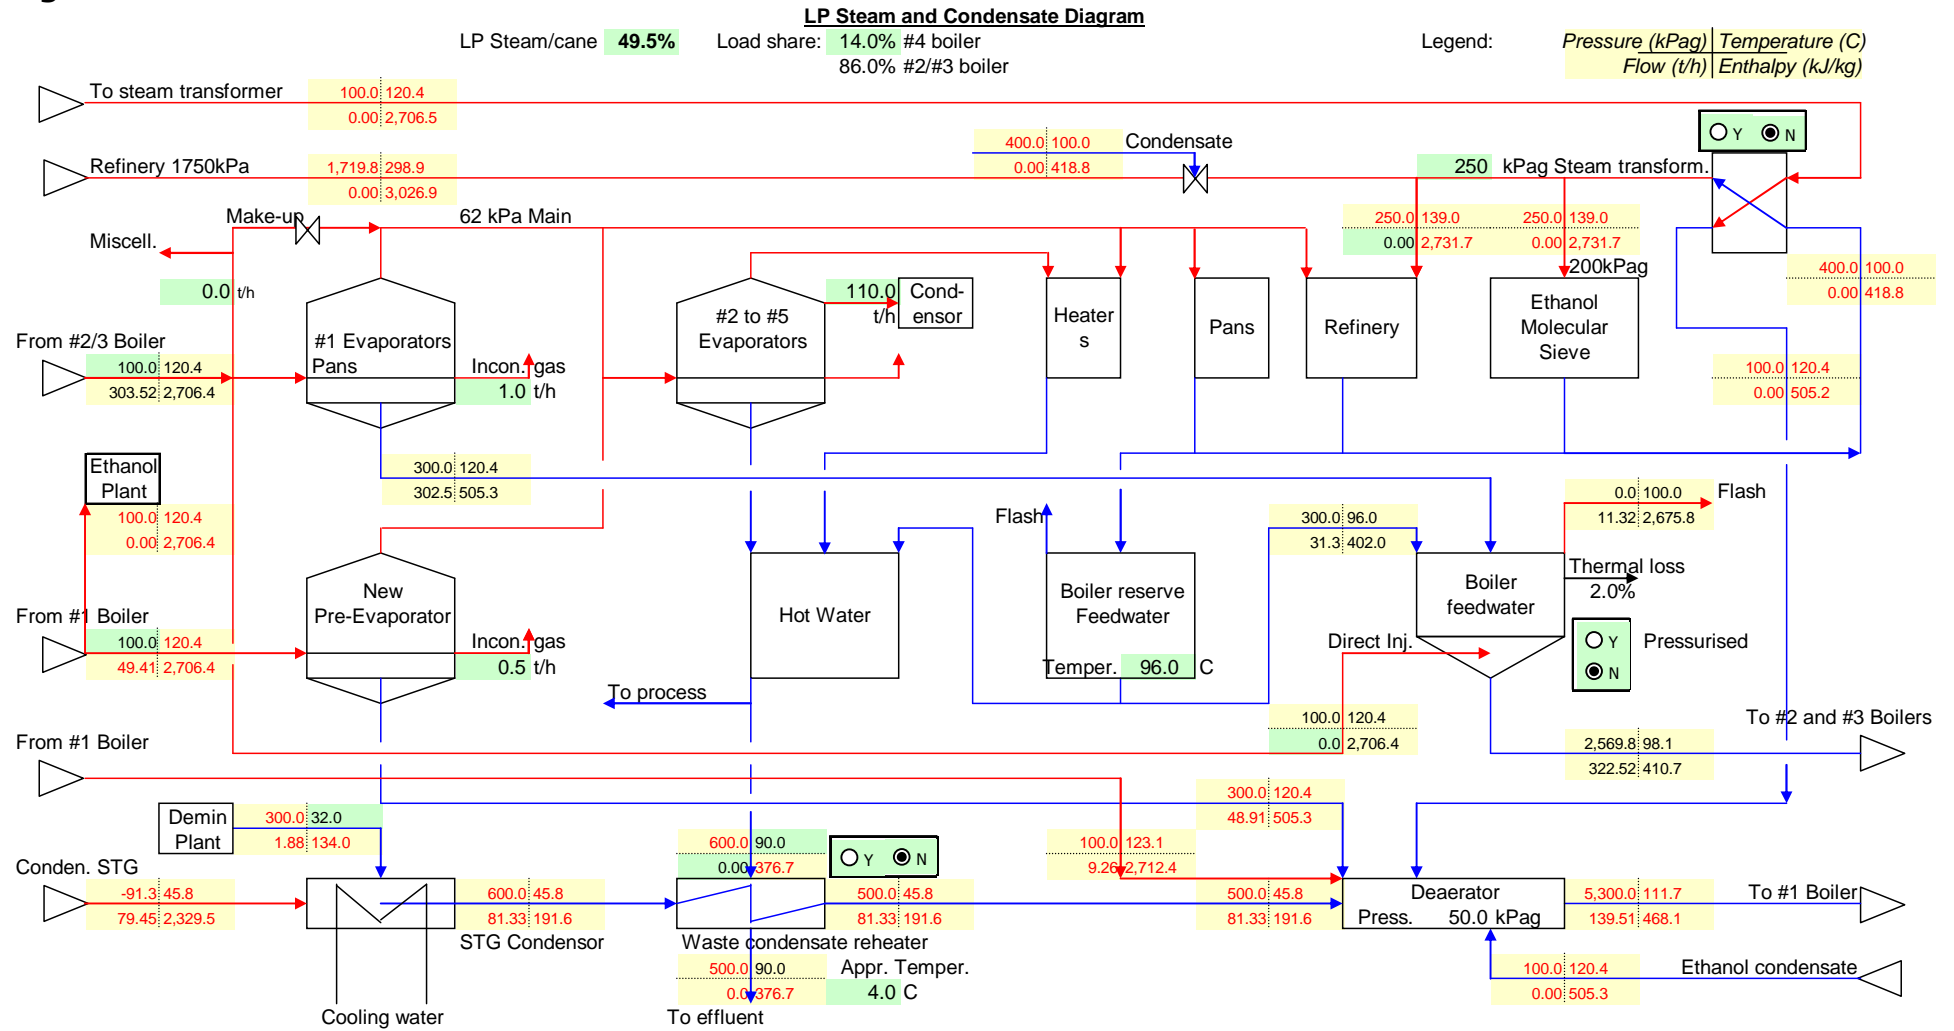 LP Steam and Condensate Diagram
LP Steam/cane 49.5% Load share: 14.0% #4 boiler
86.0% #2/#3 boiler
Legend: Pressure (kPag) Temperature (C)
Flow (t/h) Enthalpy (kJ/kg)
To steam transformer 100.0 120.4
0.00 2,706.5
Refinery 1750kPa 1,719.8 298.9
0.00 3,026.9
400.0 100.0 Condensate
0.00 418.8
Y N
250 kPag Steam transform.
Make-up 62 kPa Main
Miscell.
0.0 t/h
250.0 139.0 250.0 139.0
0.00 2,731.7 0.00 2,731.7
200kPag
400.0 100.0
0.00 418.8
From #2/3 Boiler
100.0 120.4
303.52 2,706.4
#1 Evaporators
Pans
Incon. gas
1.0 t/h
#2 to #5
Evaporators
110.0
t/h
Cond-
ensor
Heater
s
Pans
Refinery
Ethanol
Molecular
Sieve
100.0 120.4
0.00 505.2
Ethanol
Plant
100.0 120.4
0.00 2,706.4
300.0 120.4
302.5 505.3
Flash
300.0 96.0
31.3 402.0
0.0 100.0 Flash
11.32 2,675.8
From #1 Boiler
100.0 120.4
49.41 2,706.4
New
Pre-Evaporator
Incon. gas
0.5 t/h
Hot Water
Boiler reserve
Feedwater
Temper. 96.0 C
Boiler
feedwater
Thermal loss
2.0%
Direct Inj.
Y
N
Pressurised
To process
100.0 120.4
0.0 2,706.4
To #2 and #3 Boilers
2,569.8 98.1
322.52 410.7
From #1 Boiler
Demin
Plant
300.0 32.0
1.88 134.0
300.0 120.4
48.91 505.3
600.0 90.0
0.00 376.7
Y N
100.0 123.1
9.26 2,712.4
Conden. STG
-91.3 45.8
79.45 2,329.5
600.0 45.8
81.33 191.6
STG Condensor
500.0 45.8
81.33 191.6
Waste condensate reheater
500.0 45.8
81.33 191.6
Deaerator
Press. 50.0 kPag
5,300.0 111.7
139.51 468.1
To #1 Boiler
500.0 90.0
0.0 376.7
Appr. Temper.
4.0 C
100.0 120.4
0.00 505.3
Ethanol condensate
Cooling water
To effluent